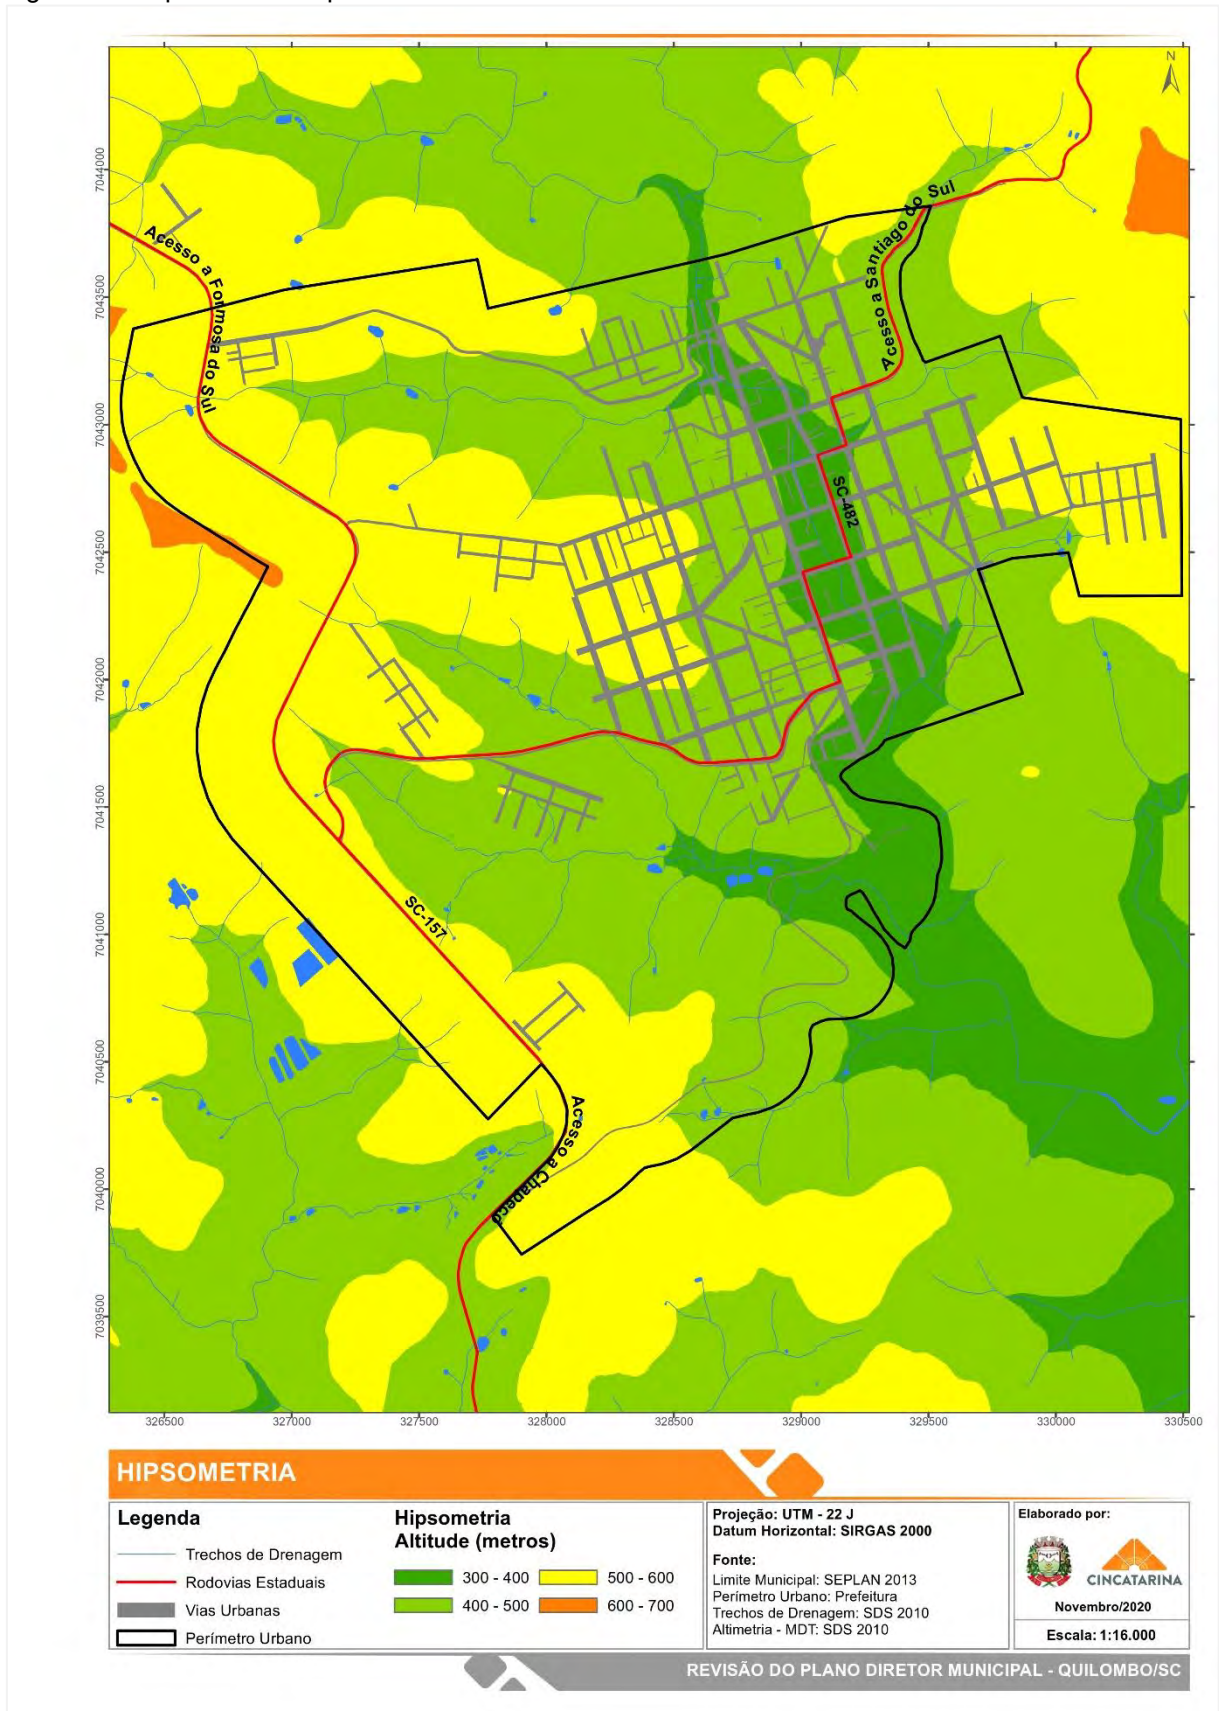 N
7044000
7043500
7043000
7042500
7042000
7041500
7041000
7040500
7040000
7039500
Acesso a Formosa do Sul
Acesso a Santiago do Sul
SC-482
SC-157
Acesso a Chapecó
326500 327000 327500 328000 328500 329000 329500 330000 330500
HIPSOMETRIA
Legenda
Trechos de Drenagem
Rodovias Estaduais
Vias Urbanas
Perímetro Urbano
Hipsometria
Altitude (metros)
300 - 400 500 - 600
400 - 500 600 - 700
Projeção: UTM - 22 J
Datum Horizontal: SIRGAS 2000
Fonte:
Limite Municipal: SEPLAN 2013
Perímetro Urbano: Prefeitura
Trechos de Drenagem: SDS 2010
Altimetria - MDT: SDS 2010
Elaborado por:
CINCATARINA
Novembro/2020
Escala: 1:16.000
REVISÃO DO PLANO DIRETOR MUNICIPAL - QUILOMBO/SC